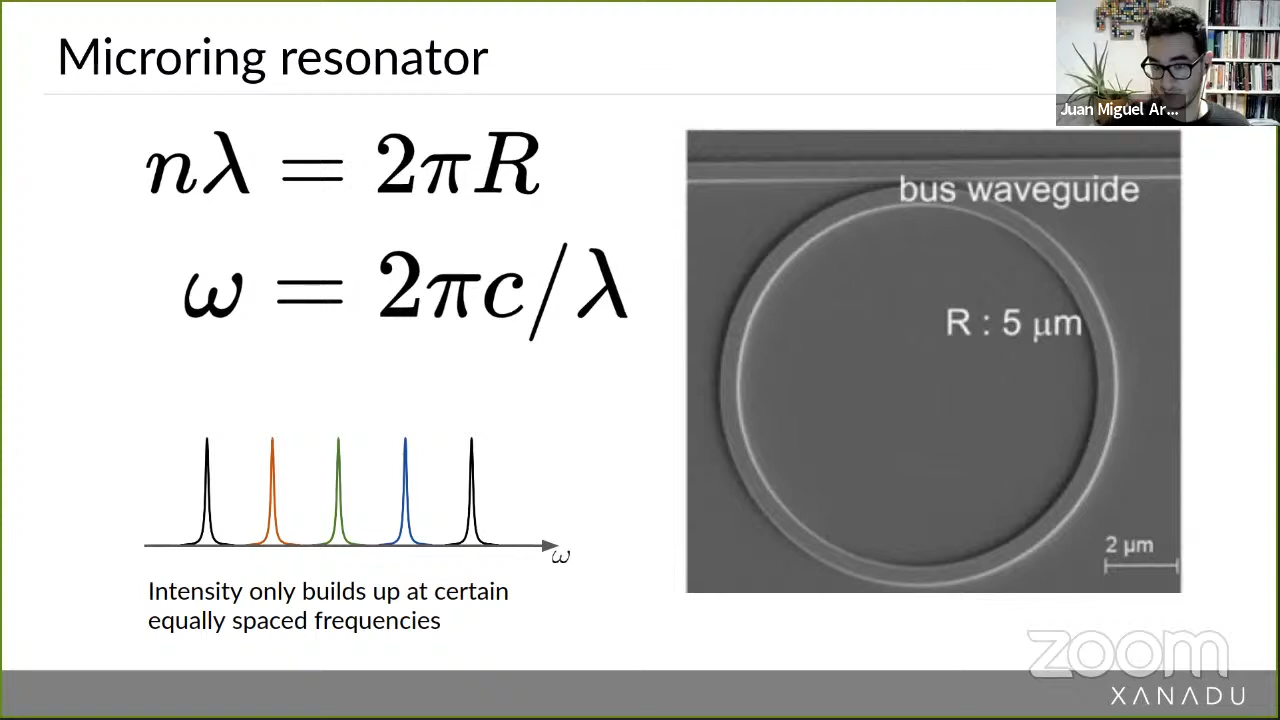 Microring resonator
Juan Miguel Ar...
nλ = 2πR
ω = 2πc/λ
bus waveguide
R : 5 μm
2 μm
ω
Intensity only builds up at certain
equally spaced frequencies
zoom
XANADU